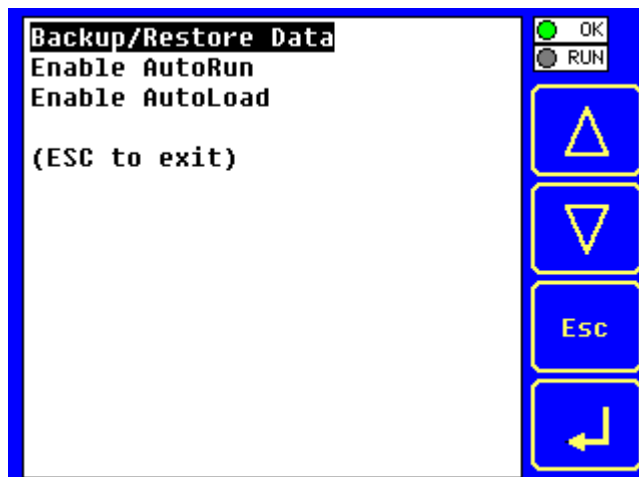 Backup/Restore Data
Enable AutoRun
Enable AutoLoad
(ESC to exit)
OK
RUN
Esc